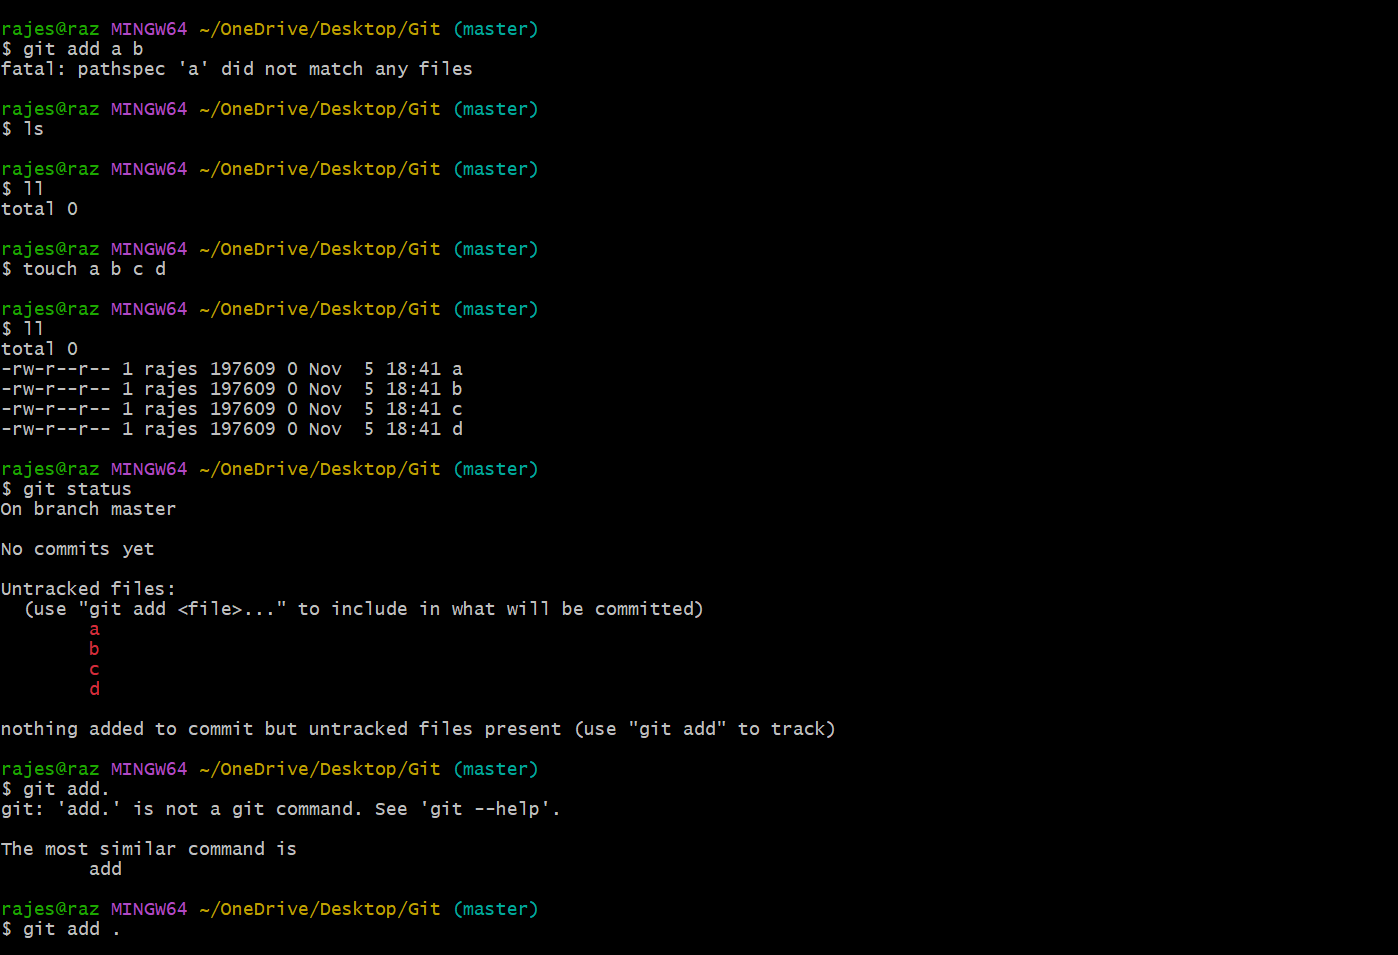 rajes@raz MINGW64 ~/OneDrive/Desktop/Git (master)
$ git add a b
fatal: pathspec 'a' did not match any files
rajes@raz MINGW64 ~/OneDrive/Desktop/Git (master)
$ ls
rajes@raz MINGW64 ~/OneDrive/Desktop/Git (master)
$ ll
total 0
rajes@raz MINGW64 ~/OneDrive/Desktop/Git (master)
$ touch a b c d
rajes@raz MINGW64 ~/OneDrive/Desktop/Git (master)
$ ll
total 0
-rw-r--r-- 1 rajes 197609 0 Nov  5 18:41 a
-rw-r--r-- 1 rajes 197609 0 Nov  5 18:41 b
-rw-r--r-- 1 rajes 197609 0 Nov  5 18:41 c
-rw-r--r-- 1 rajes 197609 0 Nov  5 18:41 d
rajes@raz MINGW64 ~/OneDrive/Desktop/Git (master)
$ git status
On branch master
No commits yet
Untracked files:
  (use "git add <file>..." to include in what will be committed)
        a
        b
        c
        d
nothing added to commit but untracked files present (use "git add" to track)
rajes@raz MINGW64 ~/OneDrive/Desktop/Git (master)
$ git add.
git: 'add.' is not a git command. See 'git --help'.
The most similar command is
        add
rajes@raz MINGW64 ~/OneDrive/Desktop/Git (master)
$ git add .